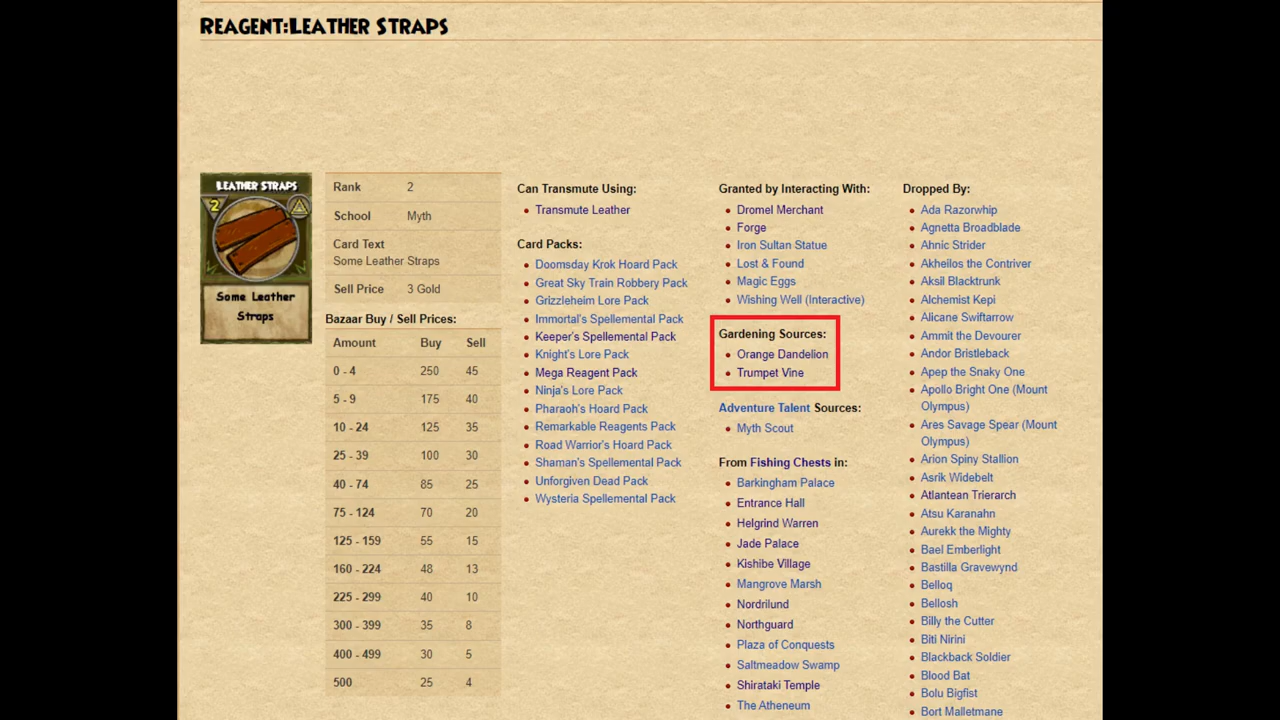 Reagent:Leather Straps
LEATHER STRAPS
2
Some Leather
Straps
Rank 2
School Myth
Card Text
Some Leather Straps
Sell Price 3 Gold
Bazaar Buy / Sell Prices:
Amount Buy Sell
0 - 4 250 45
5 - 9 175 40
10 - 24 125 35
25 - 39 100 30
40 - 74 85 25
75 - 124 70 20
125 - 159 55 15
160 - 224 48 13
225 - 299 40 10
300 - 399 35 8
400 - 499 30 5
500 25 4
Can Transmute Using:
Transmute Leather
Card Packs:
Doomsday Krok Hoard Pack
Great Sky Train Robbery Pack
Grizzleheim Lore Pack
Immortal's Spellemental Pack
Keeper's Spellemental Pack
Knight's Lore Pack
Mega Reagent Pack
Ninja's Lore Pack
Pharaoh's Hoard Pack
Remarkable Reagents Pack
Road Warrior's Hoard Pack
Shaman's Spellemental Pack
Unforgiven Dead Pack
Wysteria Spellemental Pack
Granted by Interacting With:
Dromel Merchant
Forge
Iron Sultan Statue
Lost & Found
Magic Eggs
Wishing Well (Interactive)
Gardening Sources:
Orange Dandelion
Trumpet Vine
Adventure Talent Sources:
Myth Scout
From Fishing Chests in:
Barkingham Palace
Entrance Hall
Helgrind Warren
Jade Palace
Kishibe Village
Mangrove Marsh
Nordrilund
Northguard
Plaza of Conquests
Saltmeadow Swamp
Shirataki Temple
The Atheneum
Dropped By:
Ada Razorwhip
Agnetta Broadblade
Ahnic Strider
Akheilos the Contriver
Aksil Blacktrunk
Alchemist Kepi
Alicane Swiftarrow
Ammit the Devourer
Andor Bristleback
Apep the Snaky One
Apollo Bright One (Mount
Olympus)
Ares Savage Spear (Mount
Olympus)
Arion Spiny Stallion
Asrik Widebelt
Atlantean Trierarch
Atsu Karanahn
Aurekk the Mighty
Bael Emberlight
Bastilla Gravewynd
Belloq
Bellosh
Billy the Cutter
Biti Nirini
Blackback Soldier
Blood Bat
Bolu Bigfist
Bort Malletmane